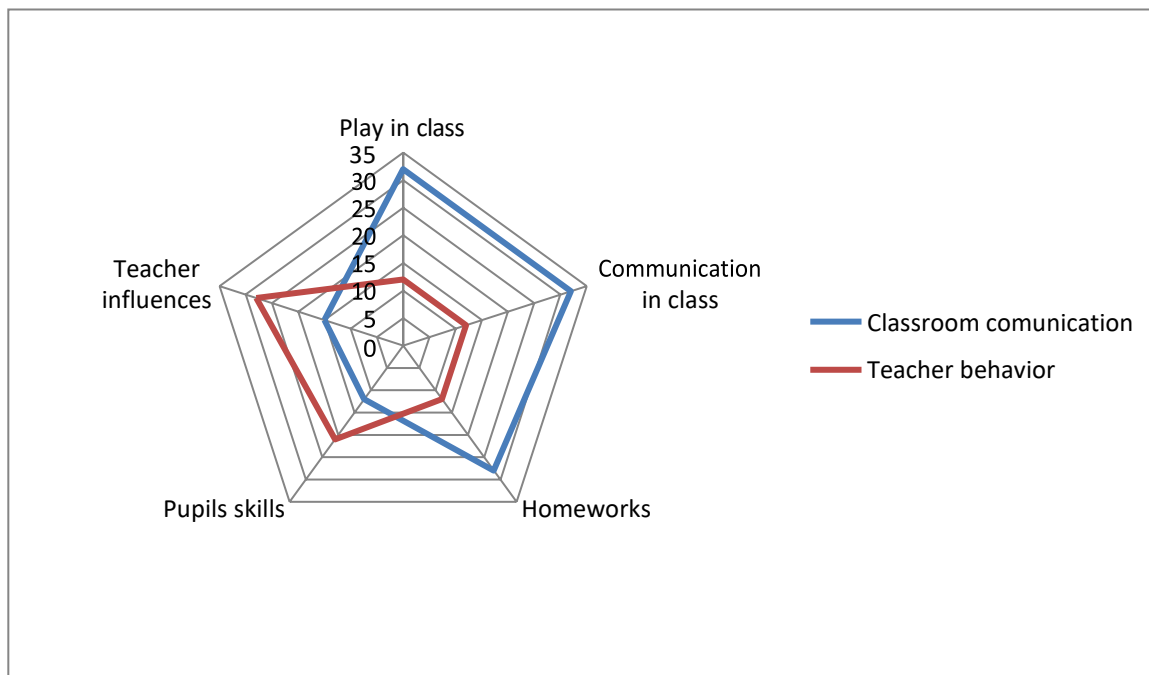 Play in class
35
30
25
20
15
10
5
0
Communication
in class
Homeworks
Pupils skills
Teacher
influences
Classroom comunication
Teacher behavior